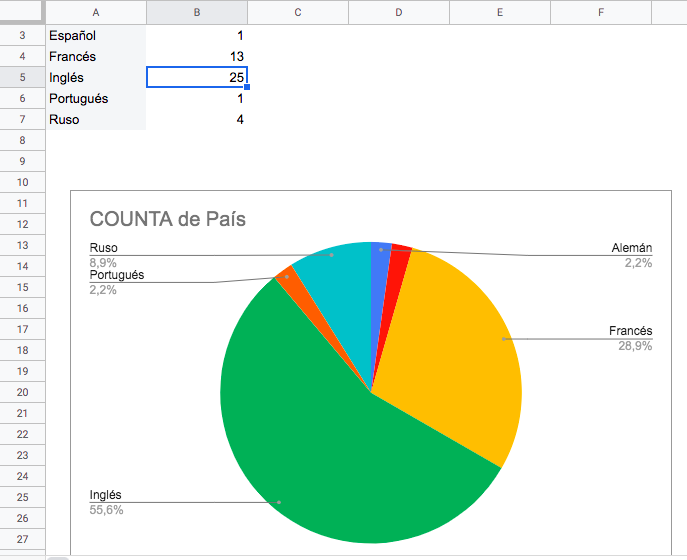 A B C D E F
3 Español 1
4 Francés 13
5 Inglés 25
6 Portugués 1
7 Ruso 4
8
9
10
11
12
13
14
15
16
17
18
19
20
21
22
23
24
25
26
27
COUNTA de País
Ruso
8,9%
Portugués
2,2%
Alemán
2,2%
Francés
28,9%
Inglés
55,6%